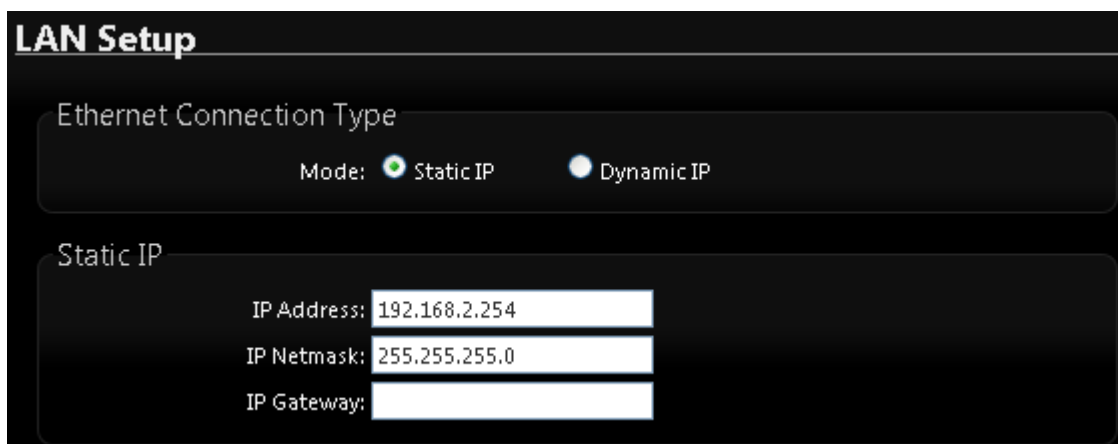 LAN Setup
Ethernet Connection Type
Mode: Static IP Dynamic IP
Static IP
IP Address: 192.168.2.254
IP Netmask: 255.255.255.0
IP Gateway: